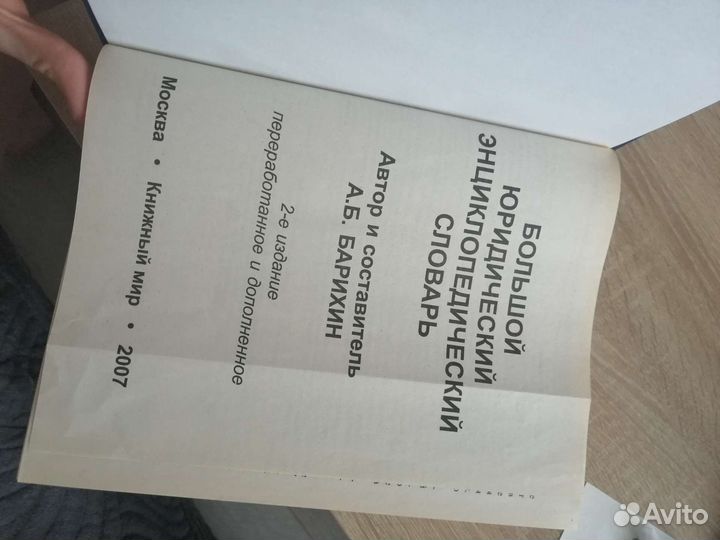 БОЛЬШОЙ
ЮРИДИЧЕСКИЙ
ЭНЦИКЛОПЕДИЧЕСКИЙ
СЛОВАРЬ
Автор и составитель
А.Б. БАРИХИН
2-е издание
переработанное и дополненное
Москва • Книжный мир • 2007
Avito